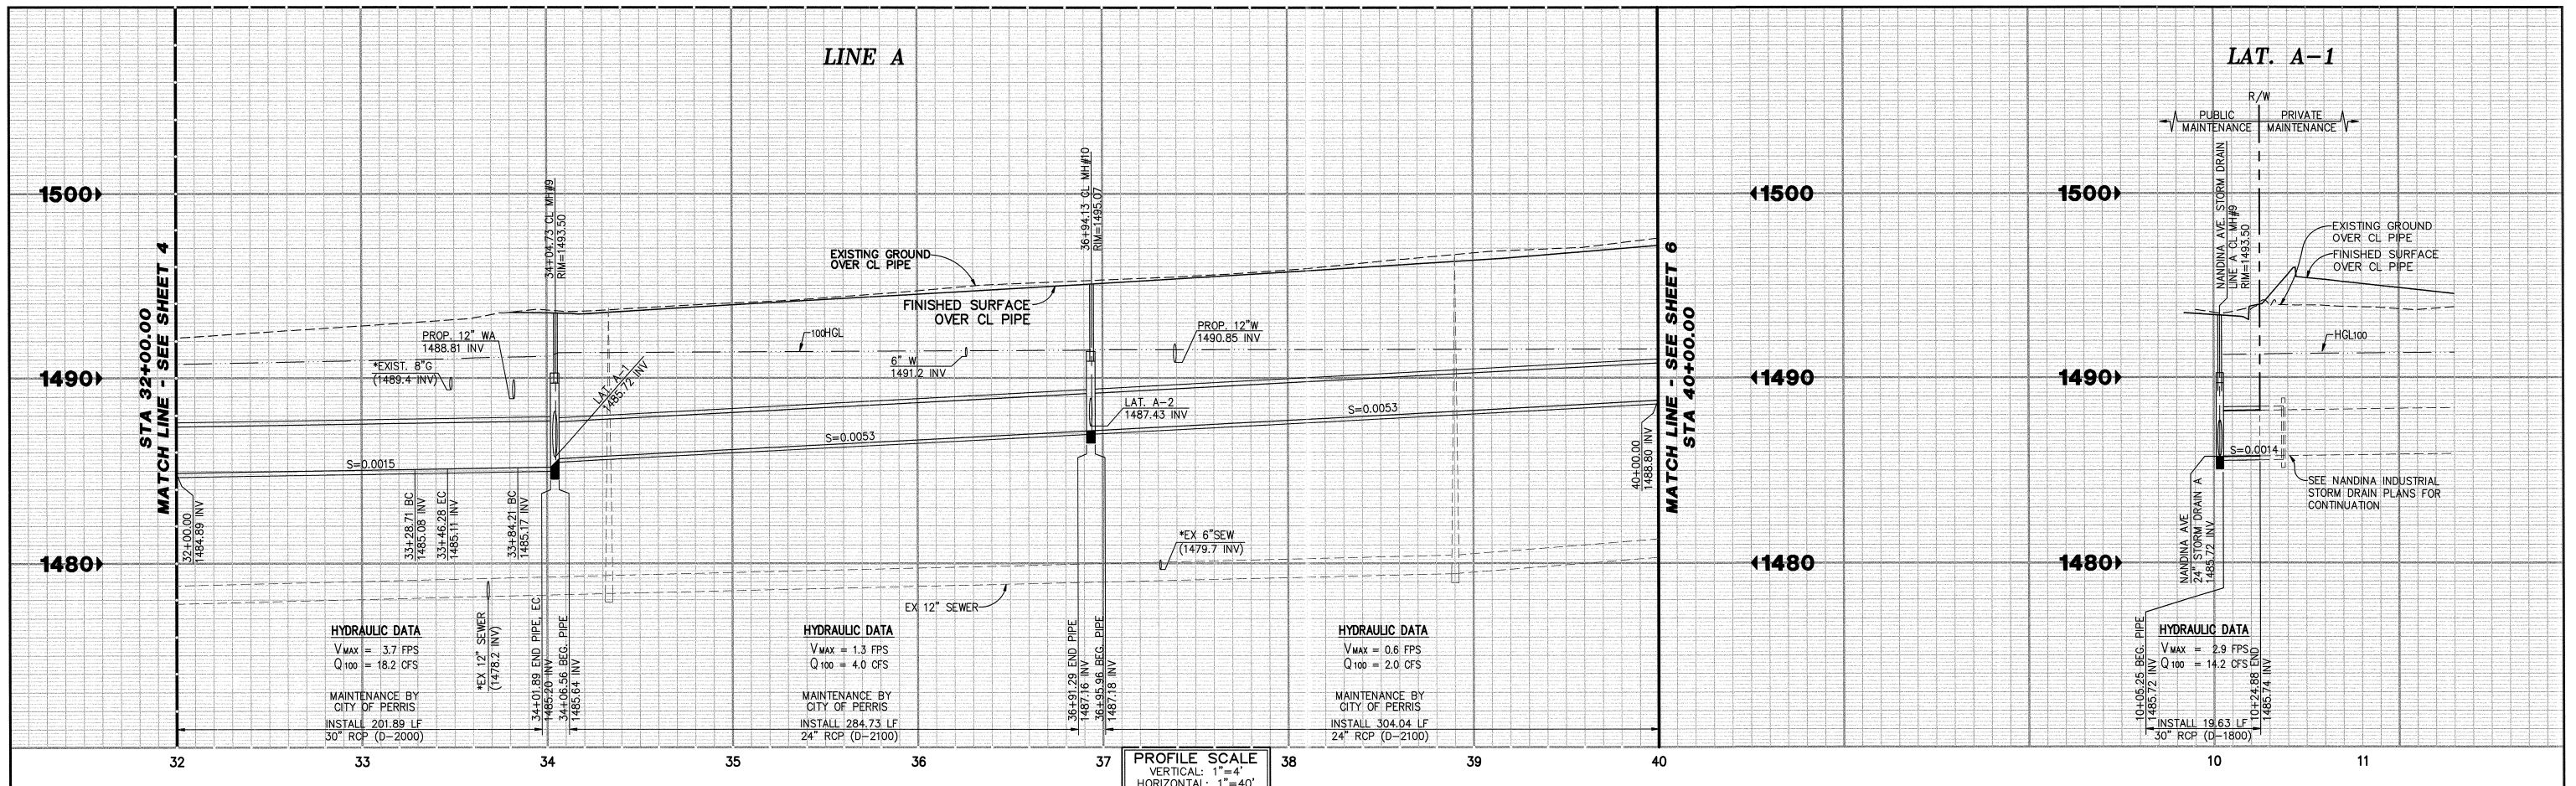 LINE A
LAT. A-1
R/W
PUBLIC
MAINTENANCE
PRIVATE
MAINTENANCE
1500
1490
1480
STA 32+00.00
MATCH LINE - SEE SHEET 4
34+04.73 CL MH#9
RIM=1493.50
36+94.13 CL MH#10
RIM=1495.07
EXISTING GROUND
OVER CL PIPE
FINISHED SURFACE
OVER CL PIPE
100HGL
PROP. 12" WA
1488.81 INV
*EXIST. 8"G
(1489.4 INV)
LAT. A-1
1485.72 INV
6" W
1491.2 INV
PROP. 12"W
1490.85 INV
LAT. A-2
1487.43 INV
S=0.0015
S=0.0053
S=0.0053
32+00.00
1484.89 INV
33+28.71 BC
1485.08 INV
33+46.28 EC
1485.11 INV
33+84.21 BC
1485.17 INV
40+00.00
1488.80 INV
*EX 6"SEW
(1479.7 INV)
EX 12" SEWER
*EX 12" SEWER
(1478.2 INV)
34+01.89 END PIPE, EC
1485.20 INV
34+06.56 BEG. PIPE
1485.64 INV
36+91.29 END PIPE
1487.16 INV
36+95.96 BEG. PIPE
1487.18 INV
HYDRAULIC DATA
VMAX = 3.7 FPS
Q100 = 18.2 CFS
MAINTENANCE BY
CITY OF PERRIS
INSTALL 201.89 LF
30" RCP (D-2000)
HYDRAULIC DATA
VMAX = 1.3 FPS
Q100 = 4.0 CFS
MAINTENANCE BY
CITY OF PERRIS
INSTALL 284.73 LF
24" RCP (D-2100)
HYDRAULIC DATA
VMAX = 0.6 FPS
Q100 = 2.0 CFS
MAINTENANCE BY
CITY OF PERRIS
INSTALL 304.04 LF
24" RCP (D-2100)
MATCH LINE - SEE SHEET 6
STA 40+00.00
1500
1490
1480
1500
1490
1480
NANDINA AVE. STORM DRAIN
LINE A CL MH#9
RIM=1493.50
EXISTING GROUND
OVER CL PIPE
FINISHED SURFACE
OVER CL PIPE
HGL100
S=0.0014
SEE NANDINA INDUSTRIAL
STORM DRAIN PLANS FOR
CONTINUATION
NANDINA AVE
24" STORM DRAIN A
1485.72 INV
10+05.25 BEG. PIPE
1485.72 INV
HYDRAULIC DATA
VMAX = 2.9 FPS
Q100 = 14.2 CFS
10+24.88 END
1485.74 INV
INSTALL 19.63 LF
30" RCP (D-1800)
32 33 34 35 36 37 38 39 40 10 11
PROFILE SCALE
VERTICAL: 1"=4'
HORIZONTAL: 1"=40'